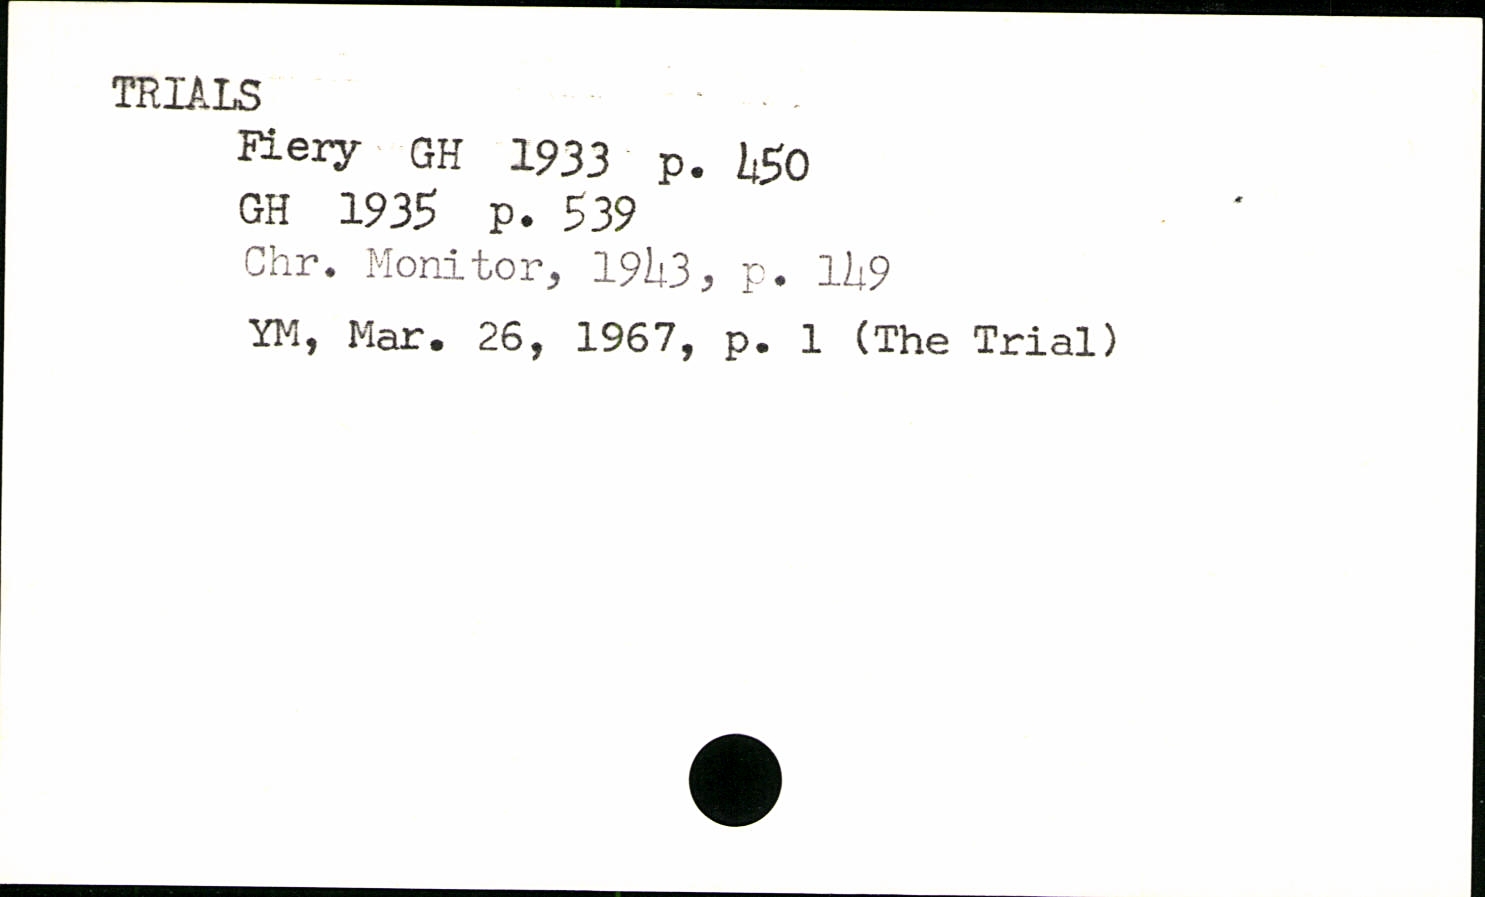 TRIALS
Fiery GH 1933 p. 450
GH 1935 p. 539
Chr. Monitor, 1943, p. 149
YM, Mar. 26, 1967, p. 1 (The Trial)